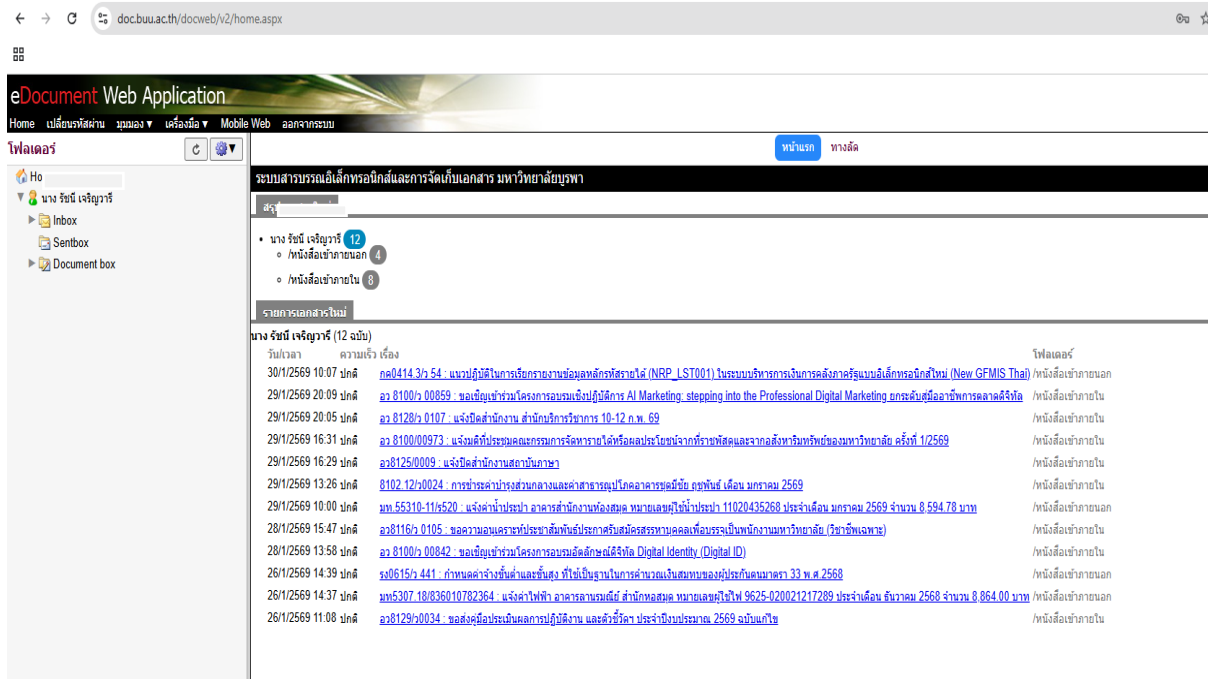 doc.buu.ac.th/docweb/v2/home.aspx
eDocument Web Application
Home เปลี่ยนรหัสผ่าน มุมมอง ▾ เครื่องมือ ▾ Mobile Web ออกจากระบบ
โฟลเดอร์
หน้าแรก ทางลัด
Ho
นาง รัชนี เจริญวารี
Inbox
Sentbox
Document box
ระบบสารบรรณอิเล็กทรอนิกส์และการจัดเก็บเอกสาร มหาวิทยาลัยบูรพา
• นาง รัชนี เจริญวารี 12
○ /หนังสือเข้าภายนอก 4
○ /หนังสือเข้าภายใน 8
รายการเอกสารใหม่
นาง รัชนี เจริญวารี (12 ฉบับ)
วัน/เวลา ความเร็ว เรื่อง โฟลเดอร์
30/1/2569 10:07 ปกติ กค0414.3/ว 54 : แนวปฏิบัติในการเรียกรายงานข้อมูลหลักรหัสรายได้ (NRP_LST001) ในระบบบริหารการเงินการคลังภาครัฐแบบอิเล็กทรอนิกส์ใหม่ (New GFMIS Thai) /หนังสือเข้าภายนอก
29/1/2569 20:09 ปกติ อว 8100/ว 00859 : ขอเชิญเข้าร่วมโครงการอบรมเชิงปฏิบัติการ AI Marketing: stepping into the Professional Digital Marketing ยกระดับสู่มืออาชีพการตลาดดิจิทัล /หนังสือเข้าภายใน
29/1/2569 20:05 ปกติ อว 8128/ว 0107 : แจ้งปิดสำนักงาน สำนักบริการวิชาการ 10-12 ก.พ. 69 /หนังสือเข้าภายใน
29/1/2569 16:31 ปกติ อว 8100/00973 : แจ้งมติที่ประชุมคณะกรรมการจัดหารายได้หรือผลประโยชน์จากที่ราชพัสดุและจากอสังหาริมทรัพย์ของมหาวิทยาลัย ครั้งที่ 1/2569 /หนังสือเข้าภายใน
29/1/2569 16:29 ปกติ อว8125/0009 : แจ้งปิดสำนักงานสถาบันภาษา /หนังสือเข้าภายใน
29/1/2569 13:26 ปกติ 8102.12/ว0024 : การชำระค่าบำรุงส่วนกลางและค่าสาธารณูปโภคอาคารชุดมีชัย ฤชุพันธ์ เดือน มกราคม 2569 /หนังสือเข้าภายใน
29/1/2569 10:00 ปกติ มท.55310-11/ร520 : แจ้งค่าน้ำประปา อาคารสำนักงานห้องสมุด หมายเลขผู้ใช้น้ำประปา 11020435268 ประจำเดือน มกราคม 2569 จำนวน 8,594.78 บาท /หนังสือเข้าภายนอก
28/1/2569 15:47 ปกติ อว8116/ว 0105 : ขอความอนุเคราะห์ประชาสัมพันธ์ประกาศรับสมัครสรรหาบุคคลเพื่อบรรจุเป็นพนักงานมหาวิทยาลัย (วิชาชีพเฉพาะ) /หนังสือเข้าภายใน
28/1/2569 13:58 ปกติ อว 8100/ว 00842 : ขอเชิญเข้าร่วมโครงการอบรมอัตลักษณ์ดิจิทัล Digital Identity (Digital ID) /หนังสือเข้าภายใน
26/1/2569 14:39 ปกติ รง0615/ว 441 : กำหนดค่าจ้างขั้นต่ำและขั้นสูง ที่ใช้เป็นฐานในการคำนวณเงินสมทบของผู้ประกันตนมาตรา 33 พ.ศ.2568 /หนังสือเข้าภายนอก
26/1/2569 14:37 ปกติ มท5307.18/836010782364 : แจ้งค่าไฟฟ้า อาคารลานรมณีย์ สำนักหอสมุด หมายเลขผู้ใช้ไฟ 9625-020021217289 ประจำเดือน ธันวาคม 2568 จำนวน 8,864.00 บาท /หนังสือเข้าภายนอก
26/1/2569 11:08 ปกติ อว8129/ว0034 : ขอส่งคู่มือประเมินผลการปฏิบัติงาน และตัวชี้วัดฯ ประจำปีงบประมาณ 2569 ฉบับแก้ไข /หนังสือเข้าภายใน